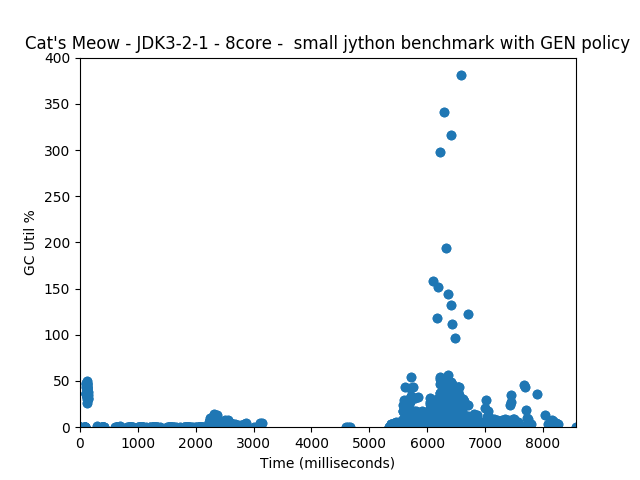 Cat's Meow - JDK3-2-1 - 8core -  small jython benchmark with GEN policy
400
350
300
250
200
150
100
50
0
GC Util %
0 1000 2000 3000 4000 5000 6000 7000 8000
Time (milliseconds)